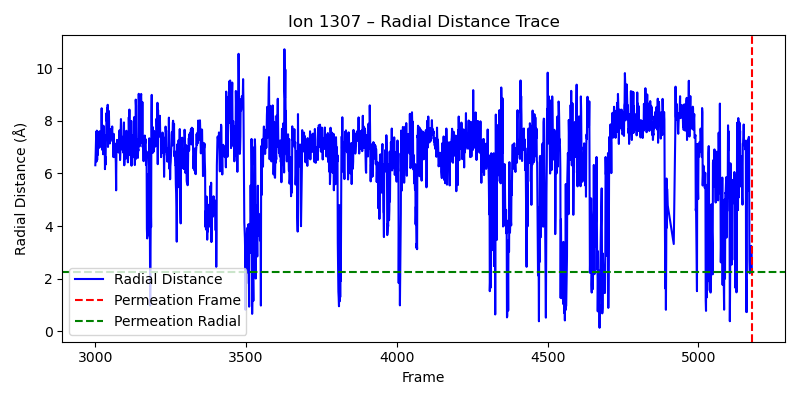 Ion 1307 – Radial Distance Trace
10
8
6
4
2
0
Radial Distance (Å)
Radial Distance
Permeation Frame
Permeation Radial
3000 3500 4000 4500 5000
Frame